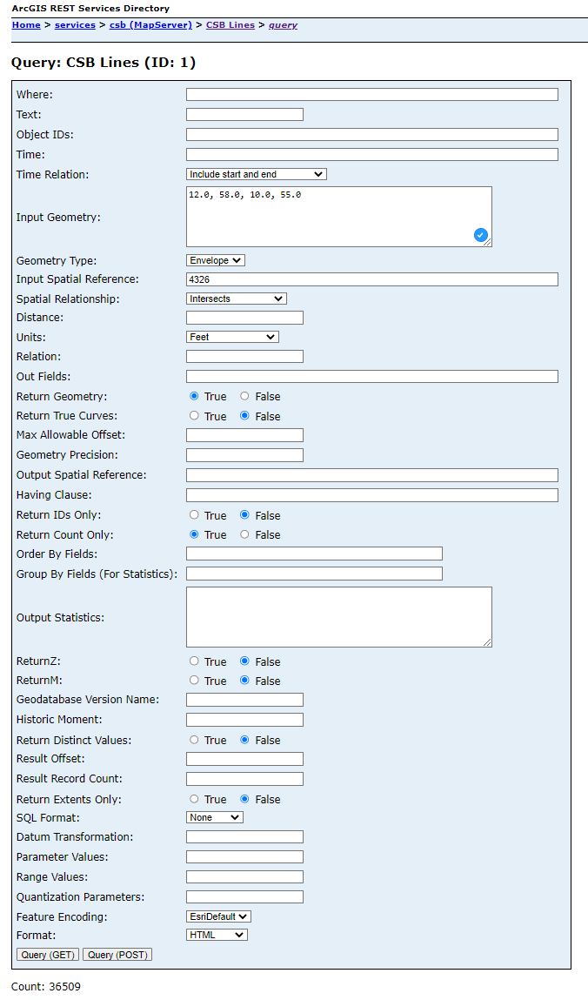 ArcGIS REST Services Directory
Home > services > csb (MapServer) > CSB Lines > query
Query: CSB Lines (ID: 1)
Where:
Text:
Object IDs:
Time:
Time Relation: Include start and end
Input Geometry: 12.0, 58.0, 10.0, 55.0
Geometry Type: Envelope
Input Spatial Reference: 4326
Spatial Relationship: Intersects
Distance:
Units: Feet
Relation:
Out Fields:
Return Geometry: True False
Return True Curves: True False
Max Allowable Offset:
Geometry Precision:
Output Spatial Reference:
Having Clause:
Return IDs Only: True False
Return Count Only: True False
Order By Fields:
Group By Fields (For Statistics):
Output Statistics:
ReturnZ: True False
ReturnM: True False
Geodatabase Version Name:
Historic Moment:
Return Distinct Values: True False
Result Offset:
Result Record Count:
Return Extents Only: True False
SQL Format: None
Datum Transformation:
Parameter Values:
Range Values:
Quantization Parameters:
Feature Encoding: EsriDefault
Format: HTML
Query (GET) Query (POST)
Count: 36509